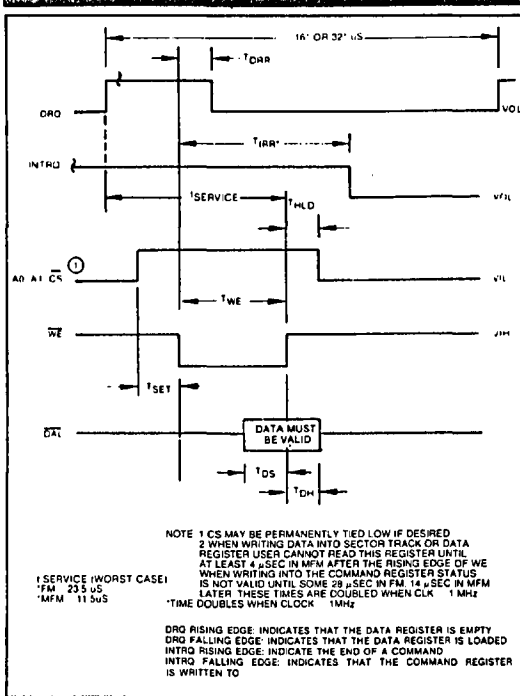 16* OR 32* uS
TDRR
DRQ
VOL
TIRR*
INTRQ
VOL
tSERVICE
THLD
1
A0 A1 CS
VIL
TWE
WE
VIH
TSET
DAL
DATA MUST
BE VALID
TDS
TDH
NOTE 1 CS MAY BE PERMANENTLY TIED LOW IF DESIRED
2 WHEN WRITING DATA INTO SECTOR TRACK OR DATA
REGISTER USER CANNOT READ THIS REGISTER UNTIL
AT LEAST 4 µSEC IN MFM AFTER THE RISING EDGE OF WE
WHEN WRITING INTO THE COMMAND REGISTER STATUS
IS NOT VALID UNTIL SOME 28 µSEC IN FM. 14 µSEC IN MFM
LATER THESE TIMES ARE DOUBLED WHEN CLK 1 MHz
*TIME DOUBLES WHEN CLOCK 1MHz
t SERVICE (WORST CASE)
*FM 23.5 uS
*MFM 11.5uS
DRQ RISING EDGE: INDICATES THAT THE DATA REGISTER IS EMPTY
DRQ FALLING EDGE: INDICATES THAT THE DATA REGISTER IS LOADED
INTRQ RISING EDGE: INDICATE THE END OF A COMMAND
INTRQ FALLING EDGE: INDICATES THAT THE COMMAND REGISTER
IS WRITTEN TO